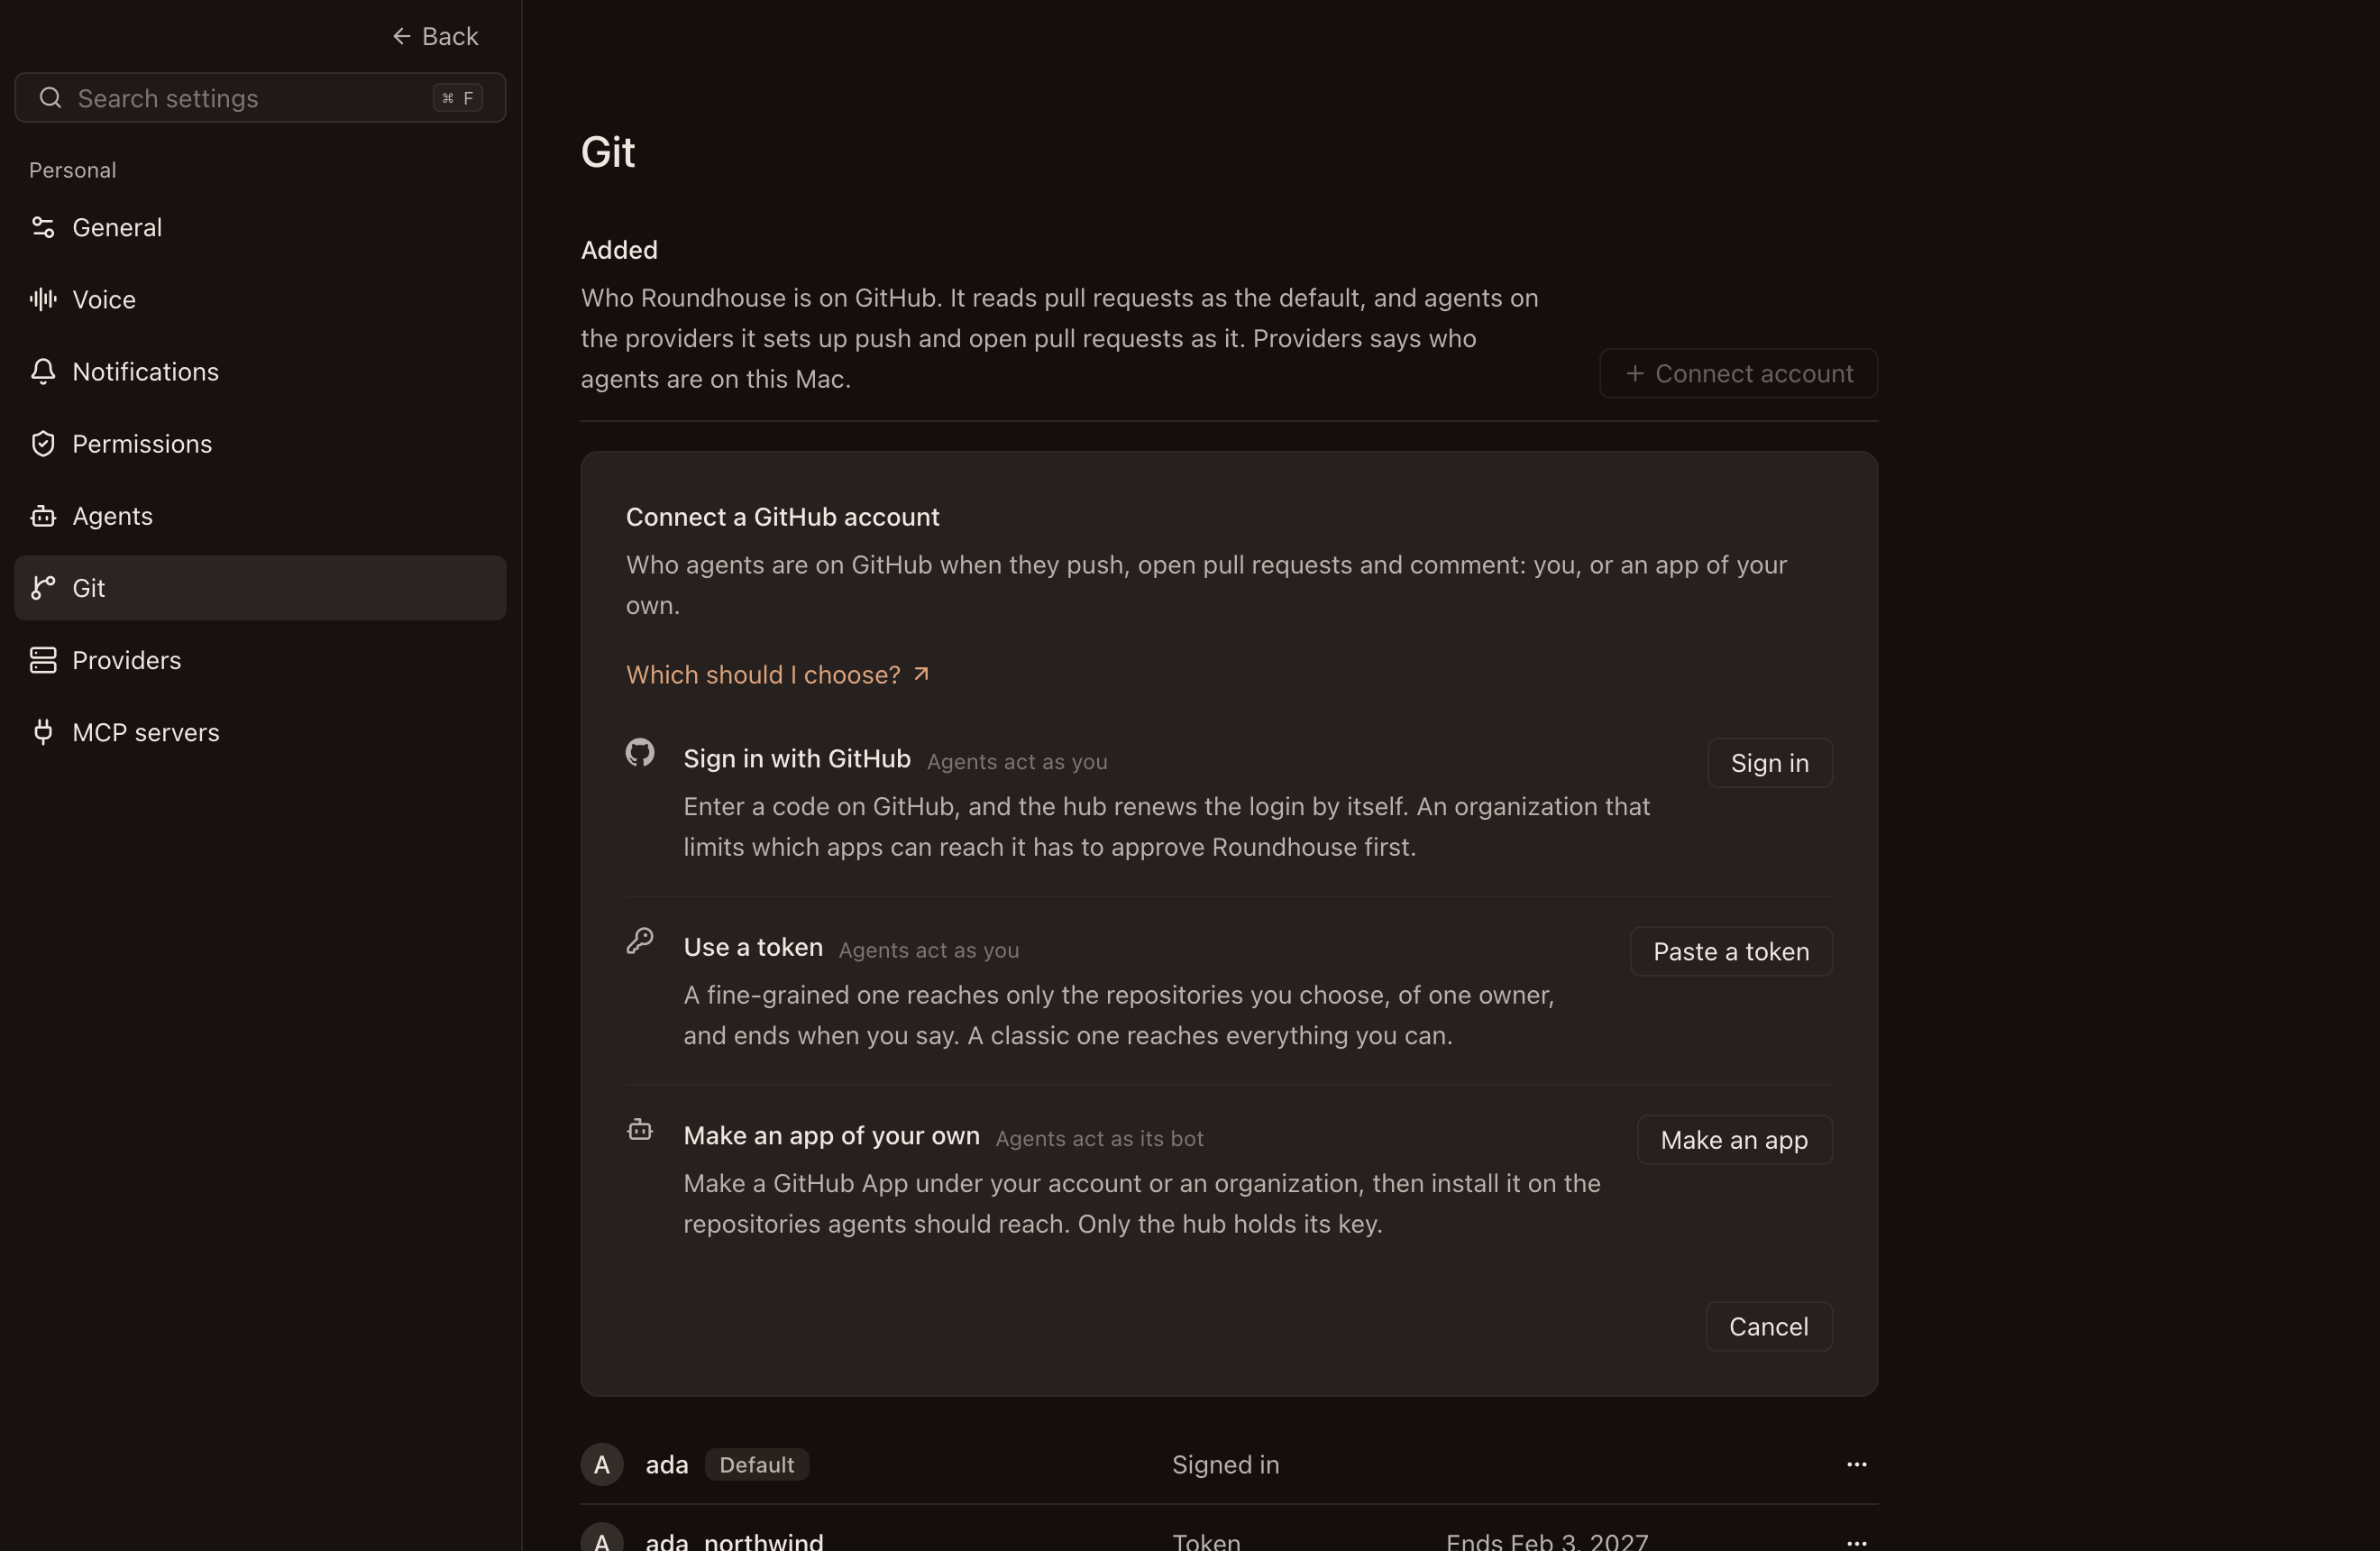 Back
Search settings
⌘ F
Personal
General
Voice
Notifications
Permissions
Agents
Git
Providers
MCP servers
Git
Added
Who Roundhouse is on GitHub. It reads pull requests as the default, and agents on
the providers it sets up push and open pull requests as it. Providers says who
agents are on this Mac.
Connect account
Connect a GitHub account
Who agents are on GitHub when they push, open pull requests and comment: you, or an app of your
own.
Which should I choose?
Sign in with GitHub Agents act as you
Sign in
Enter a code on GitHub, and the hub renews the login by itself. An organization that
limits which apps can reach it has to approve Roundhouse first.
Use a token Agents act as you
Paste a token
A fine-grained one reaches only the repositories you choose, of one owner,
and ends when you say. A classic one reaches everything you can.
Make an app of your own Agents act as its bot
Make an app
Make a GitHub App under your account or an organization, then install it on the
repositories agents should reach. Only the hub holds its key.
Cancel
A ada Default Signed in
A ada northwind Token Ends Feb 3, 2027